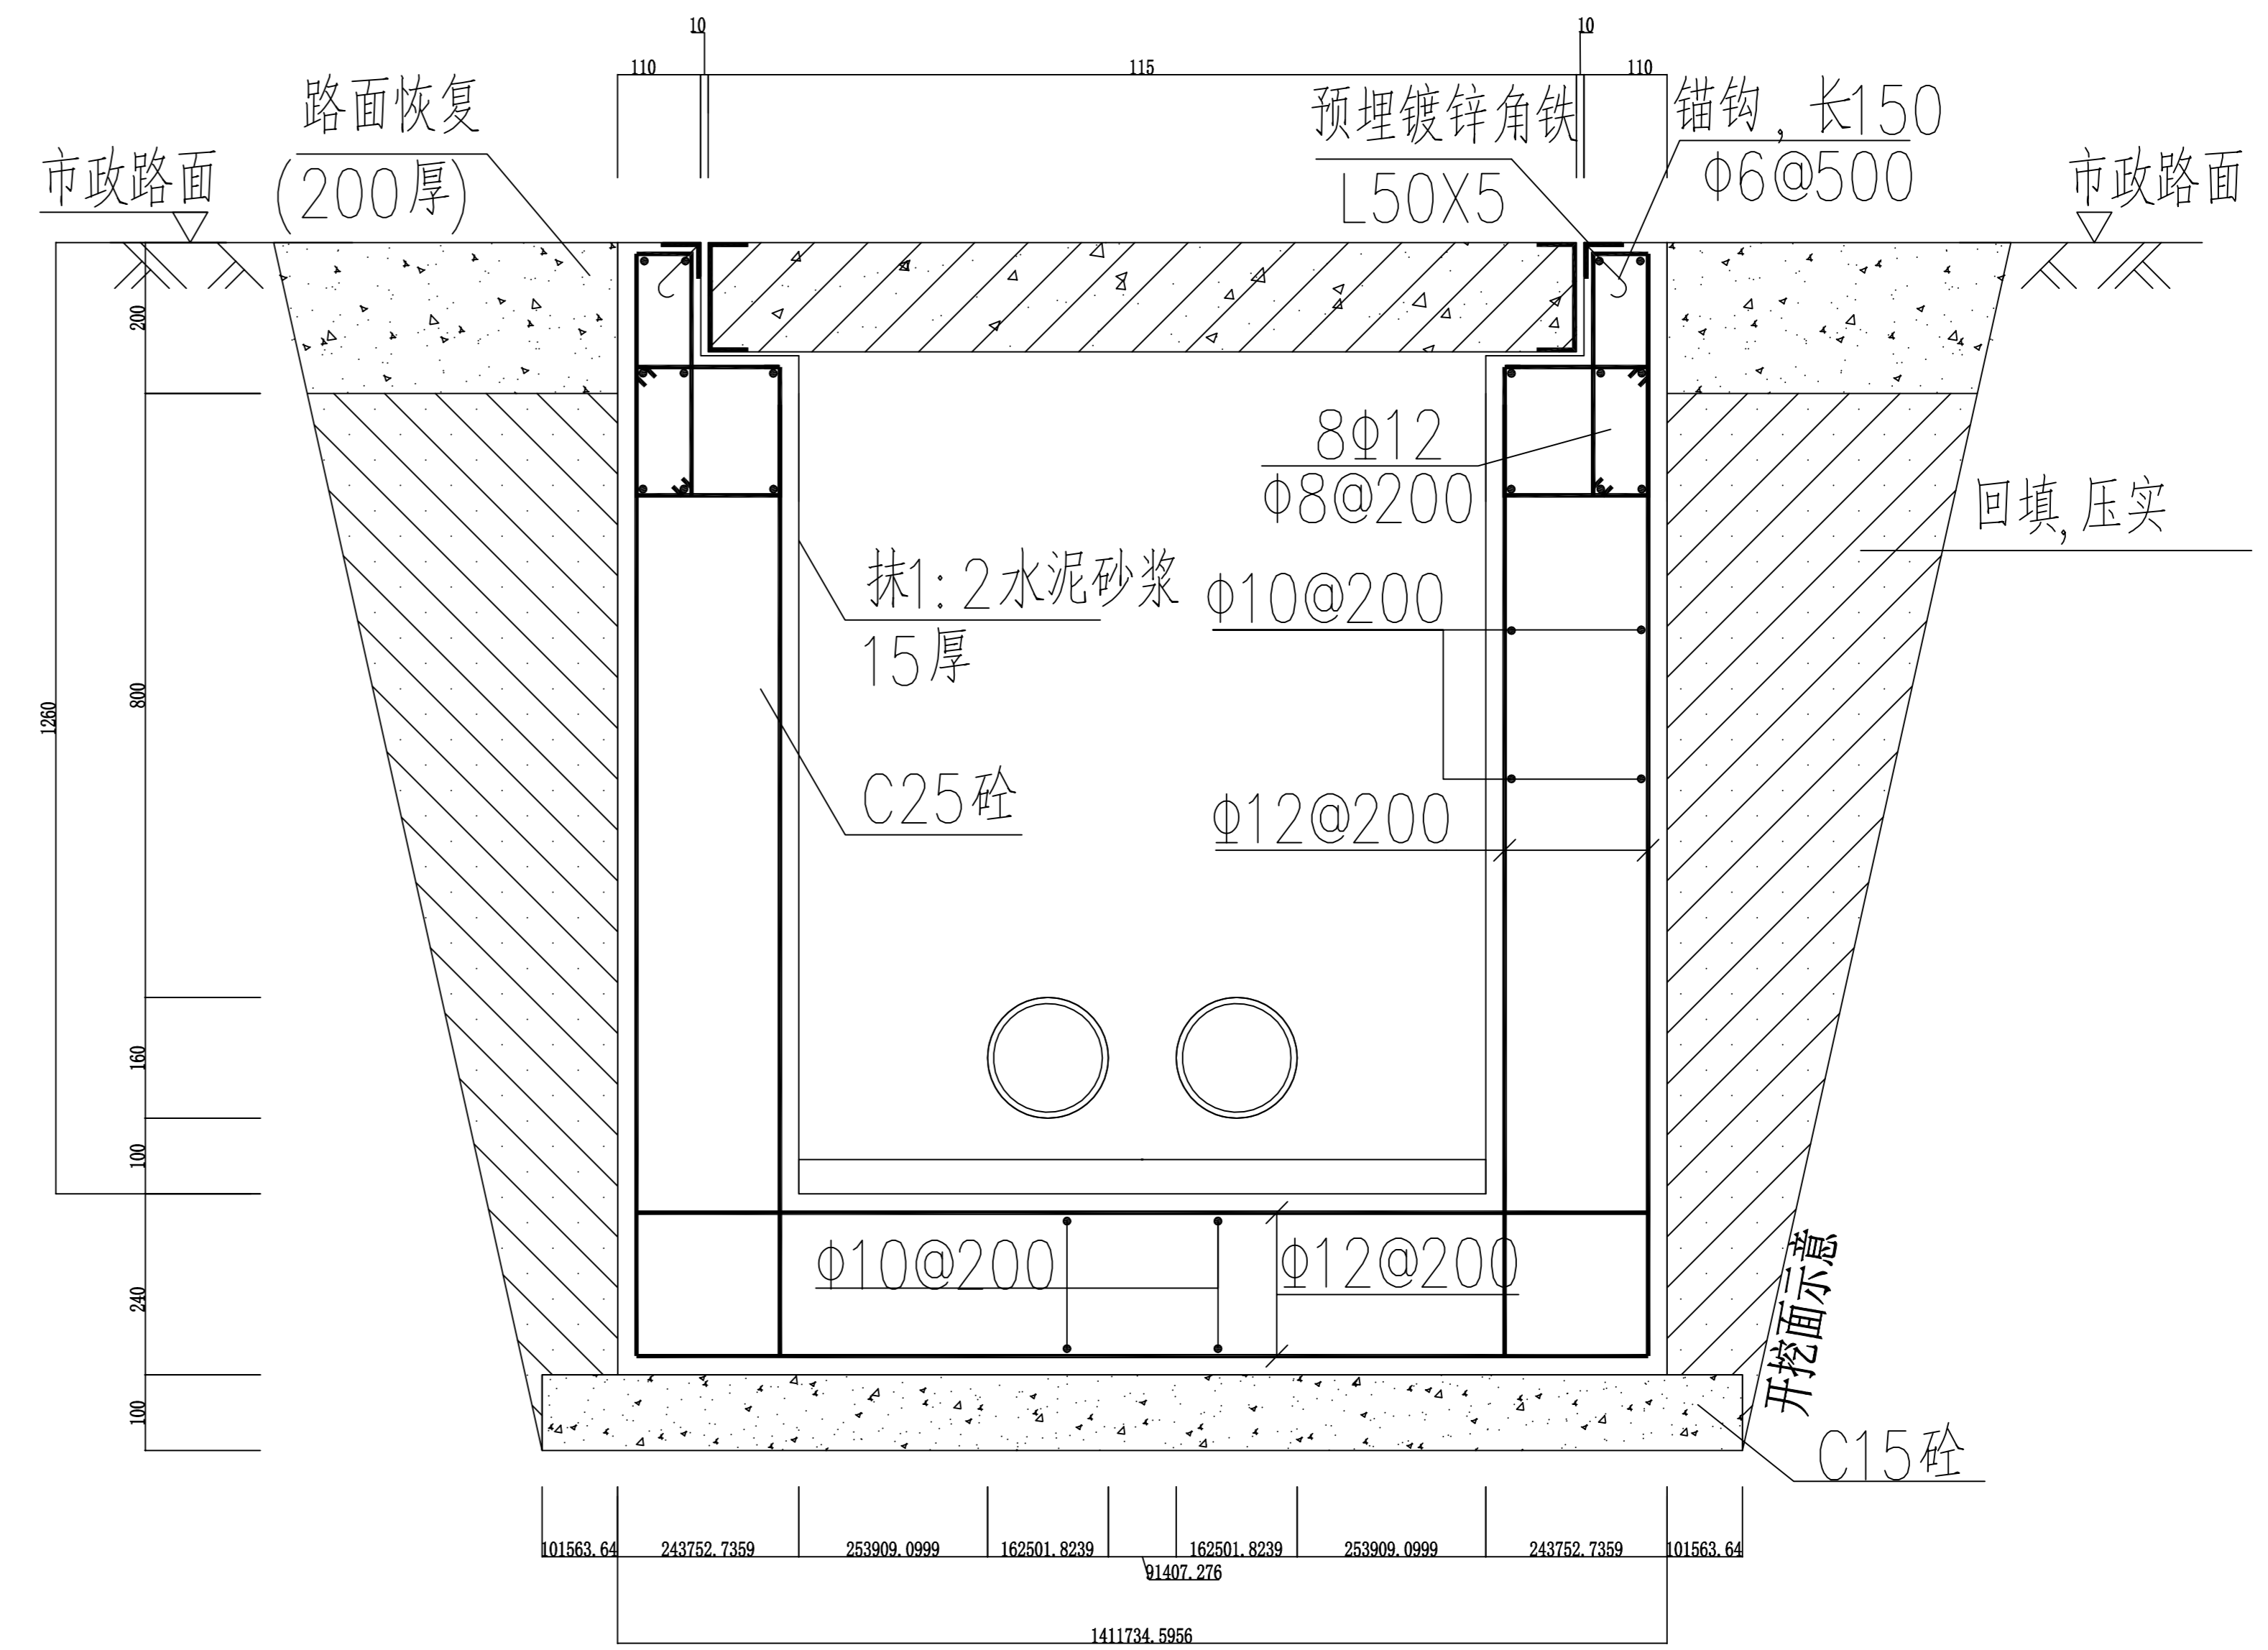 10
10
110
115
110
路面恢复
(200厚)
市政路面
预埋镀锌角铁
L50X5
锚钩,长150
Φ6@500
市政路面
200
8Φ12
Φ8@200
回填,压实
抹1:2水泥砂浆
15厚
Φ10@200
1260
800
C25砼
Φ12@200
160
100
Φ10@200
Φ12@200
开挖面示意
240
100
C15砼
101563.64
243752.7359
253909.0999
162501.8239
162501.8239
253909.0999
243752.7359
101563.64
91407.276
1411734.5956